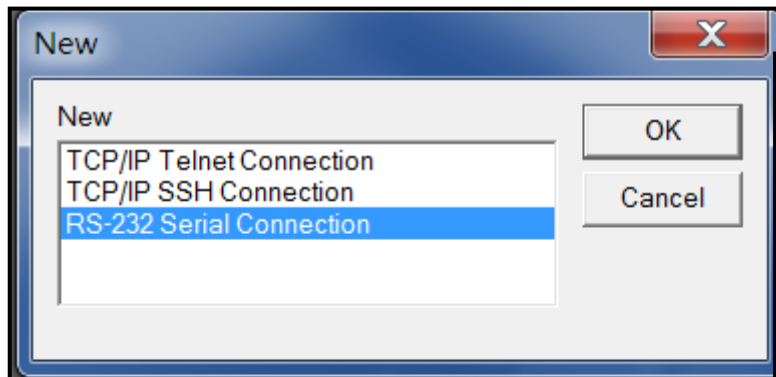 New
New
OK
TCP/IP Telnet Connection
TCP/IP SSH Connection
Cancel
RS-232 Serial Connection